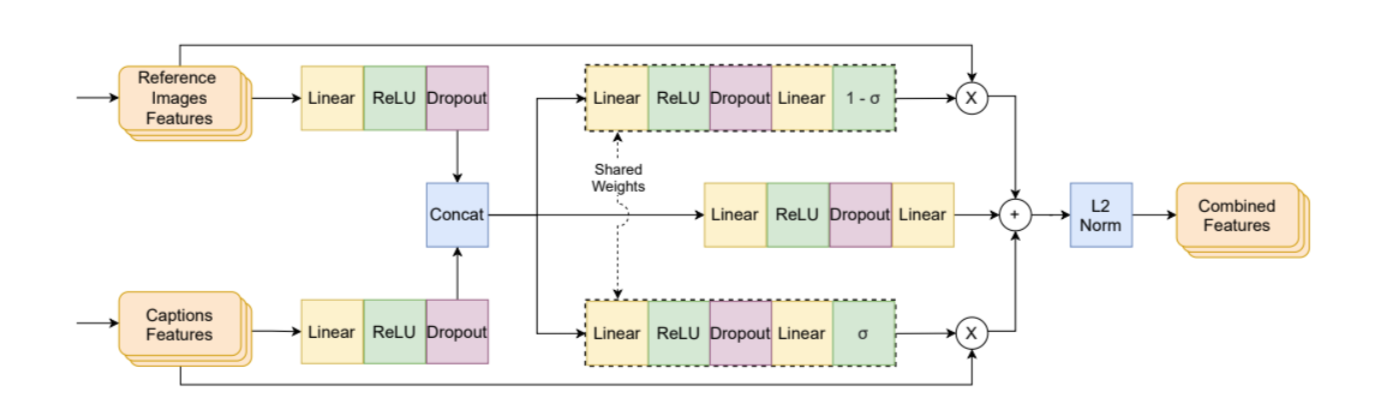 Reference
Images
Features
Linear
ReLU
Dropout
Linear
ReLU
Dropout
Linear
1 - σ
X
Shared
Weights
Concat
Linear
ReLU
Dropout
Linear
+
L2
Norm
Combined
Features
Captions
Features
Linear
ReLU
Dropout
Linear
ReLU
Dropout
Linear
σ
X